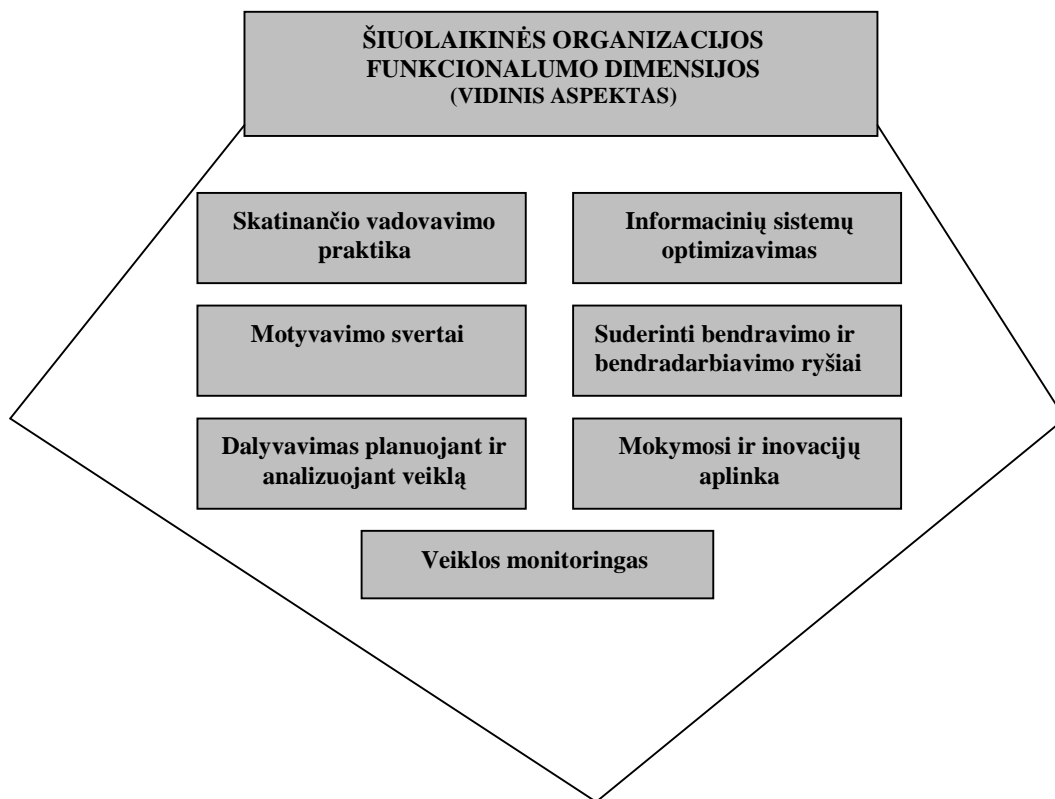 ŠIUOLAIKINĖS ORGANIZACIJOS
FUNKCIONALUMO DIMENSIJOS
(VIDINIS ASPEKTAS)
Skatinančio vadovavimo
praktika
Informacinių sistemų
optimizavimas
Motyvavimo svertai
Suderinti bendravimo ir
bendradarbiavimo ryšiai
Dalyvavimas planuojant ir
analizuojant veiklą
Mokymosi ir inovacijų
aplinka
Veiklos monitoringas